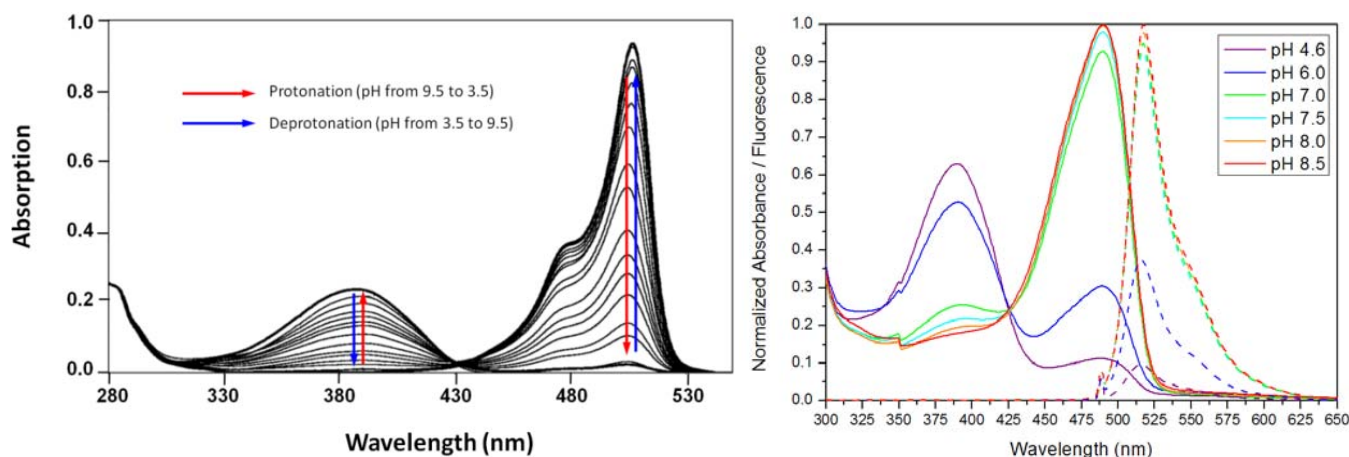 Absorption
1.0
0.8
0.6
0.4
0.2
0.0
Protonation (pH from 9.5 to 3.5)
Deprotonation (pH from 3.5 to 9.5)
280 330 380 430 480 530
Wavelength (nm)
Normalized Absorbance / Fluorescence
1.0
0.9
0.8
0.7
0.6
0.5
0.4
0.3
0.2
0.1
0.0
pH 4.6
pH 6.0
pH 7.0
pH 7.5
pH 8.0
pH 8.5
300 325 350 375 400 425 450 475 500 525 550 575 600 625 650
Wavelength (nm)